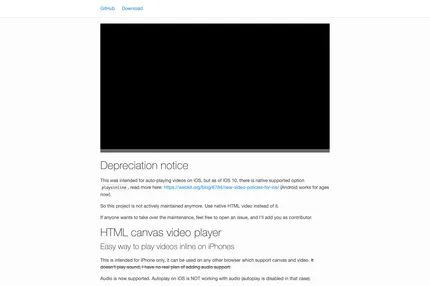 GitHub Download
Depreciation notice
This was intended for auto-playing videos on iOS, but as of iOS 10, there is native supported option
playsinline, read more here: https://webkit.org/blog/6784/new-video-policies-for-ios/ (Android works for ages
now).
So this project is not actively maintained anymore. Use native HTML video instead of it.
If anyone wants to take over the maintenance, feel free to open an issue, and I'll add you as contributor.
HTML canvas video player
Easy way to play videos inline on iPhones
This is intended for iPhone only, it can be used on any other browser which support canvas and video. It
doesn't play sound, I have no real plan of adding audio support.
Audio is now supported. Autoplay on iOS is NOT working with audio (autoplay is disabled in that case).